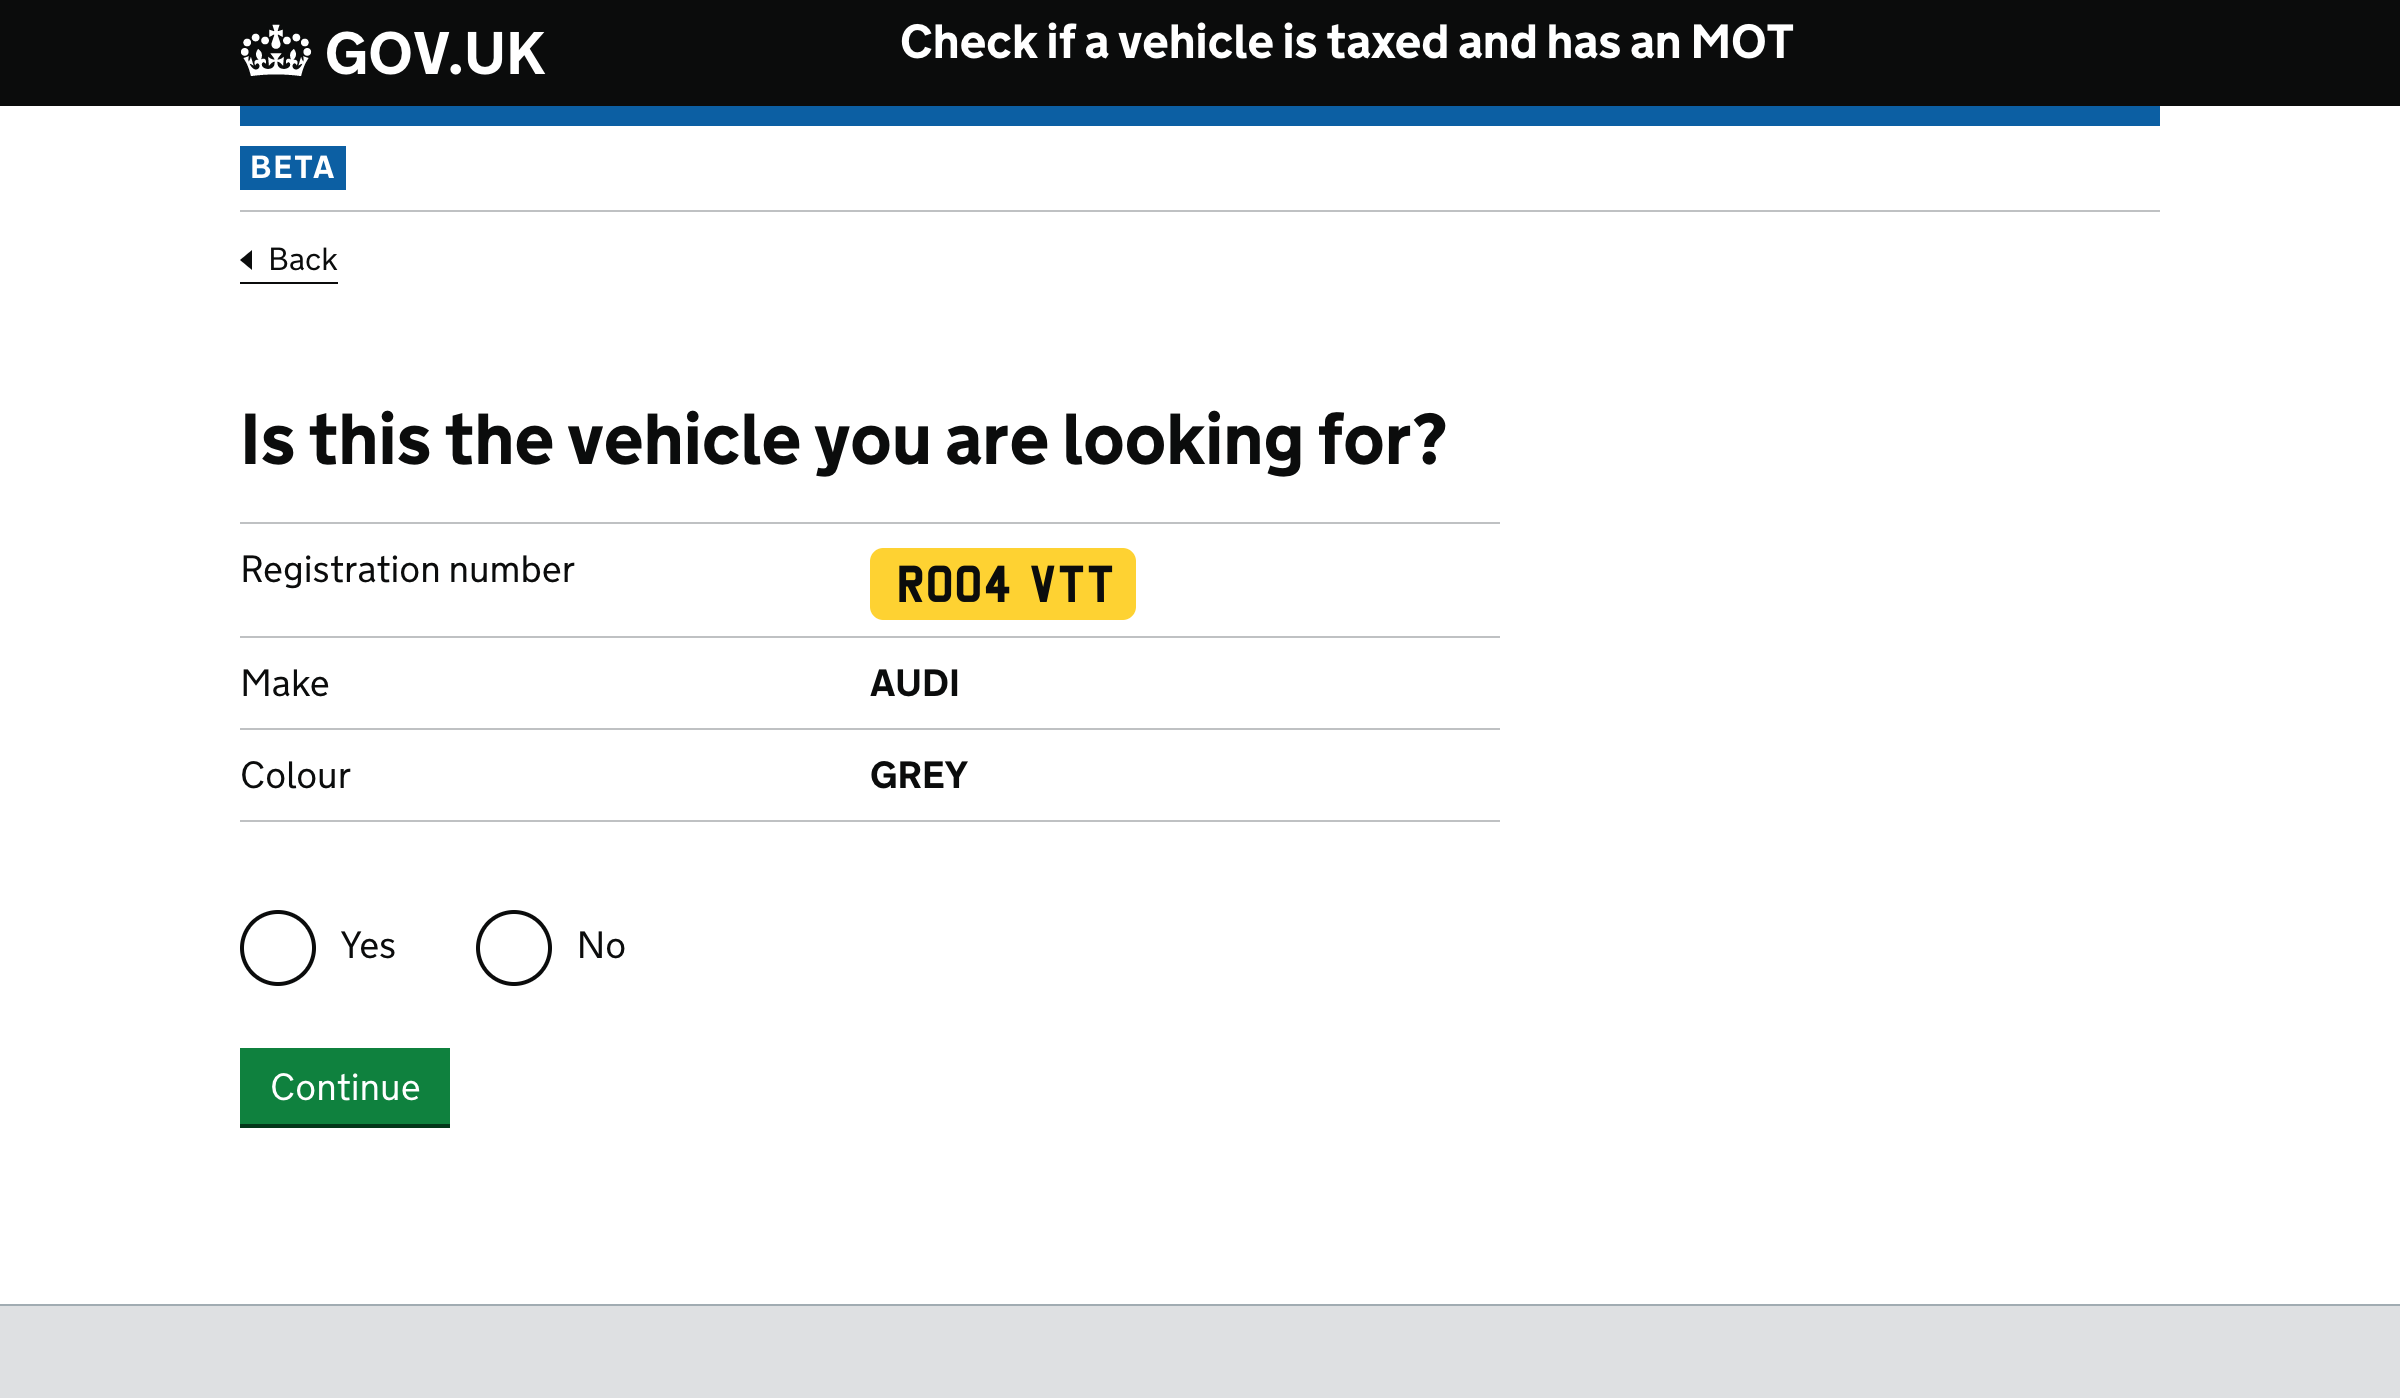 GOV.UK
Check if a vehicle is taxed and has an MOT
BETA
Back
Is this the vehicle you are looking for?
Registration number R004 VTT
Make AUDI
Colour GREY
Yes No
Continue